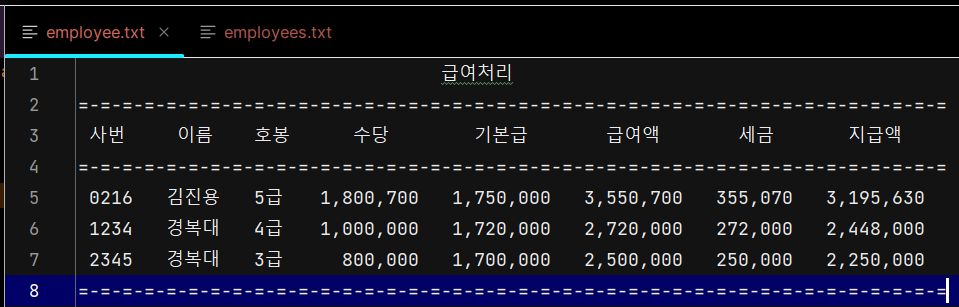 employee.txt × employees.txt
1 급여처리
2 =-=-=-=-=-=-=-=-=-=-=-=-=-=-=-=-=-=-=-=-=-=-=-=-=-=-=-=-=-=-=-=-=-=-=-=-=-=-=-=
3 사번 이름 호봉 수당 기본급 급여액 세금 지급액
4 =-=-=-=-=-=-=-=-=-=-=-=-=-=-=-=-=-=-=-=-=-=-=-=-=-=-=-=-=-=-=-=-=-=-=-=-=-=-=-=
5 0216 김진용 5급 1,800,700 1,750,000 3,550,700 355,070 3,195,630
6 1234 경복대 4급 1,000,000 1,720,000 2,720,000 272,000 2,448,000
7 2345 경복대 3급 800,000 1,700,000 2,500,000 250,000 2,250,000
8 =-=-=-=-=-=-=-=-=-=-=-=-=-=-=-=-=-=-=-=-=-=-=-=-=-=-=-=-=-=-=-=-=-=-=-=-=-=-=-=